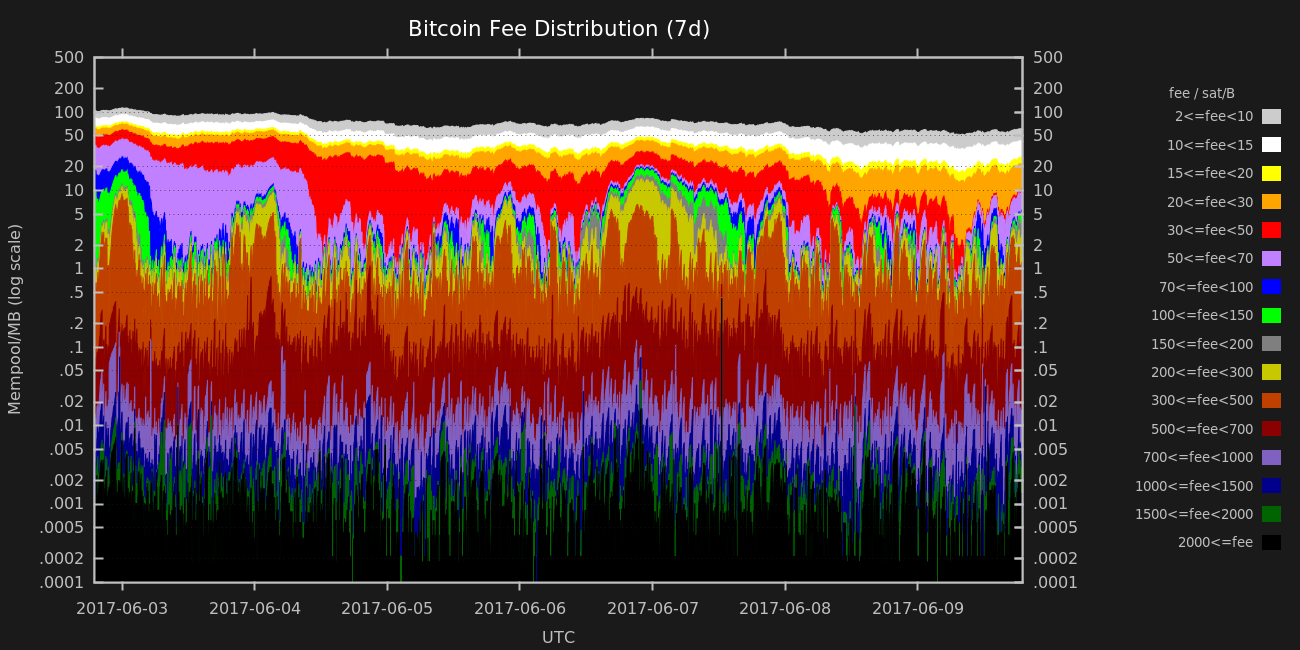 Bitcoin Fee Distribution (7d)
500
200
100
50
20
10
5
2
1
.5
.2
.1
.05
.02
.01
.005
.002
.001
.0005
.0002
.0001
Mempool/MB (log scale)
500
200
100
50
20
10
5
2
1
.5
.2
.1
.05
.02
.01
.005
.002
.001
.0005
.0002
.0001
2017-06-03 2017-06-04 2017-06-05 2017-06-06 2017-06-07 2017-06-08 2017-06-09
UTC
fee / sat/B
2<=fee<10
10<=fee<15
15<=fee<20
20<=fee<30
30<=fee<50
50<=fee<70
70<=fee<100
100<=fee<150
150<=fee<200
200<=fee<300
300<=fee<500
500<=fee<700
700<=fee<1000
1000<=fee<1500
1500<=fee<2000
2000<=fee